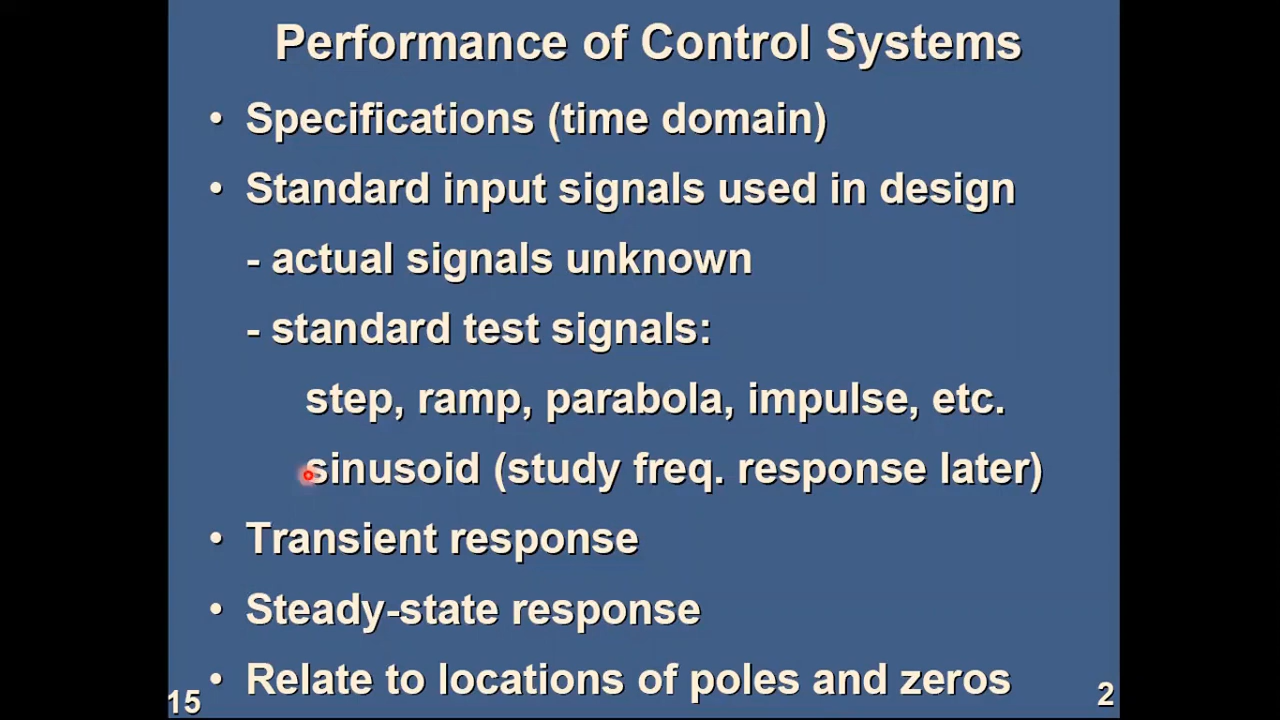 Performance of Control Systems
• Specifications (time domain)
• Standard input signals used in design
- actual signals unknown
- standard test signals:
step, ramp, parabola, impulse, etc.
sinusoid (study freq. response later)
• Transient response
• Steady-state response
• Relate to locations of poles and zeros
15
2